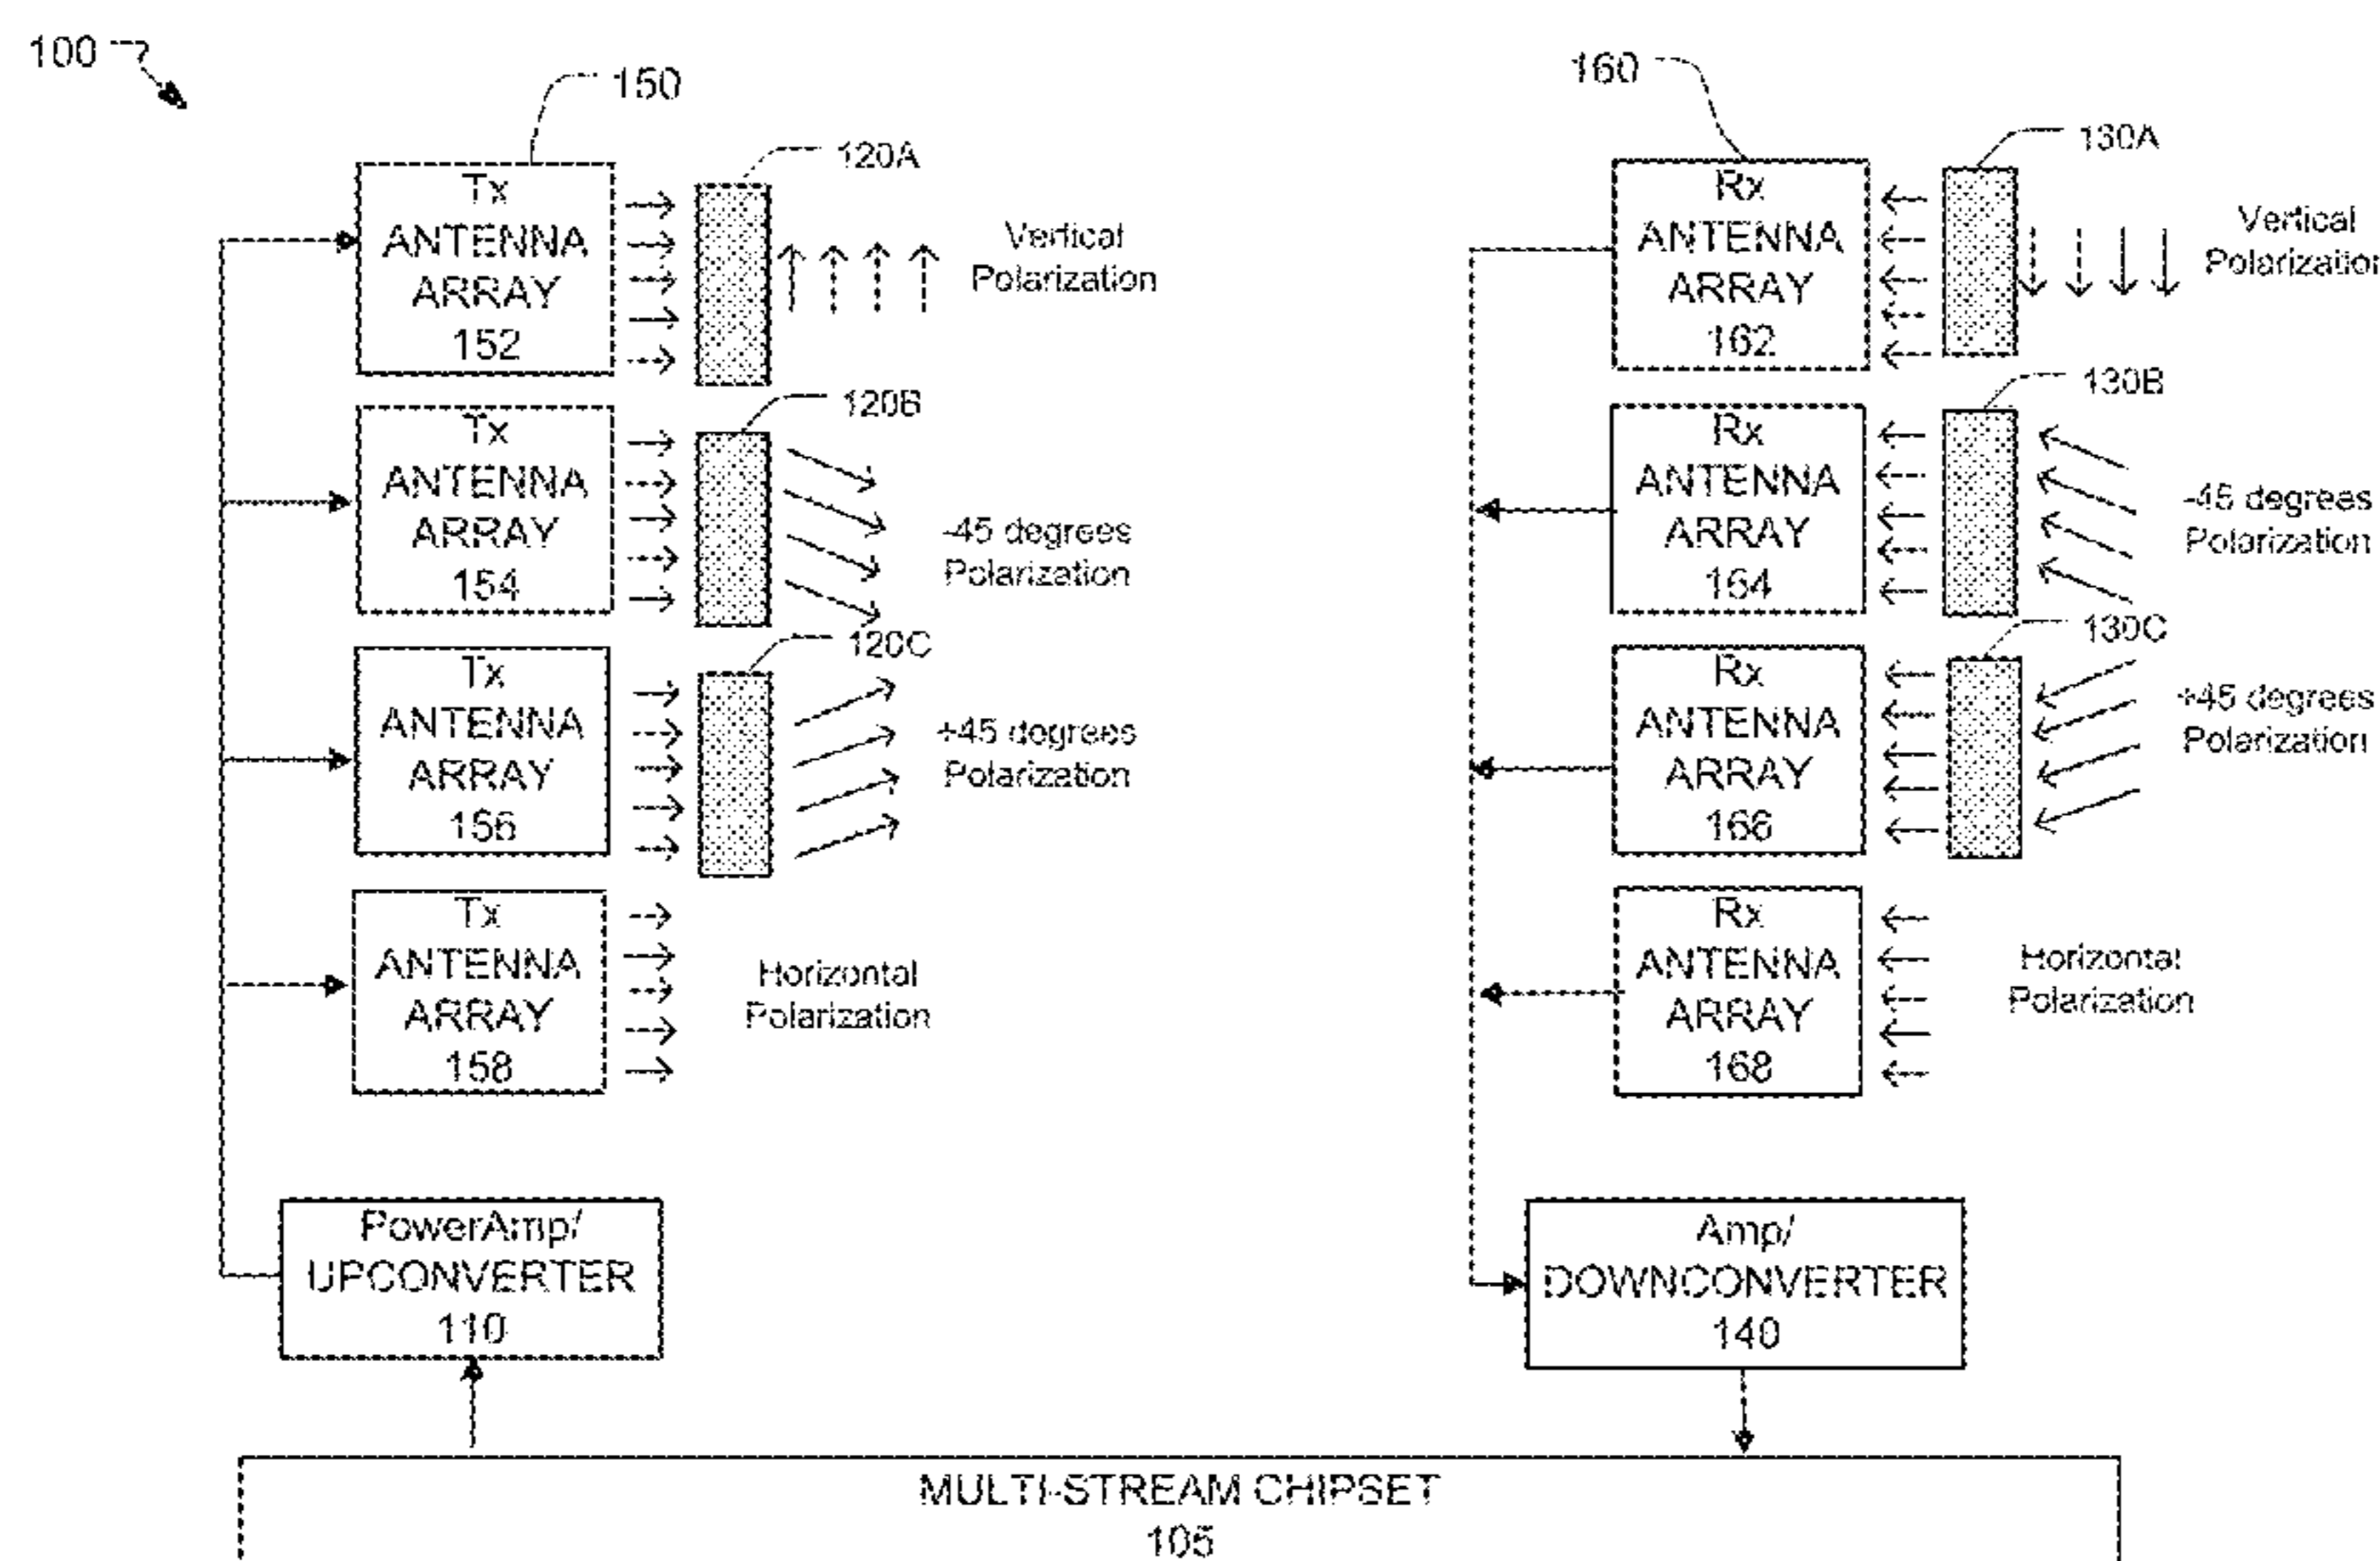 100
150
160
120A
130A
Tx
ANTENNA
ARRAY
152
Vertical
Polarization
Rx
ANTENNA
ARRAY
162
Vertical
Polarization
120B
130B
Tx
ANTENNA
ARRAY
154
-45 degrees
Polarization
Rx
ANTENNA
ARRAY
164
-45 degrees
Polarization
120C
130C
Tx
ANTENNA
ARRAY
156
+45 degrees
Polarization
Rx
ANTENNA
ARRAY
166
+45 degrees
Polarization
Tx
ANTENNA
ARRAY
158
Horizontal
Polarization
Rx
ANTENNA
ARRAY
168
Horizontal
Polarization
PowerAmp/
UPCONVERTER
110
Amp/
DOWNCONVERTER
140
MULTI-STREAM CHIPSET
105